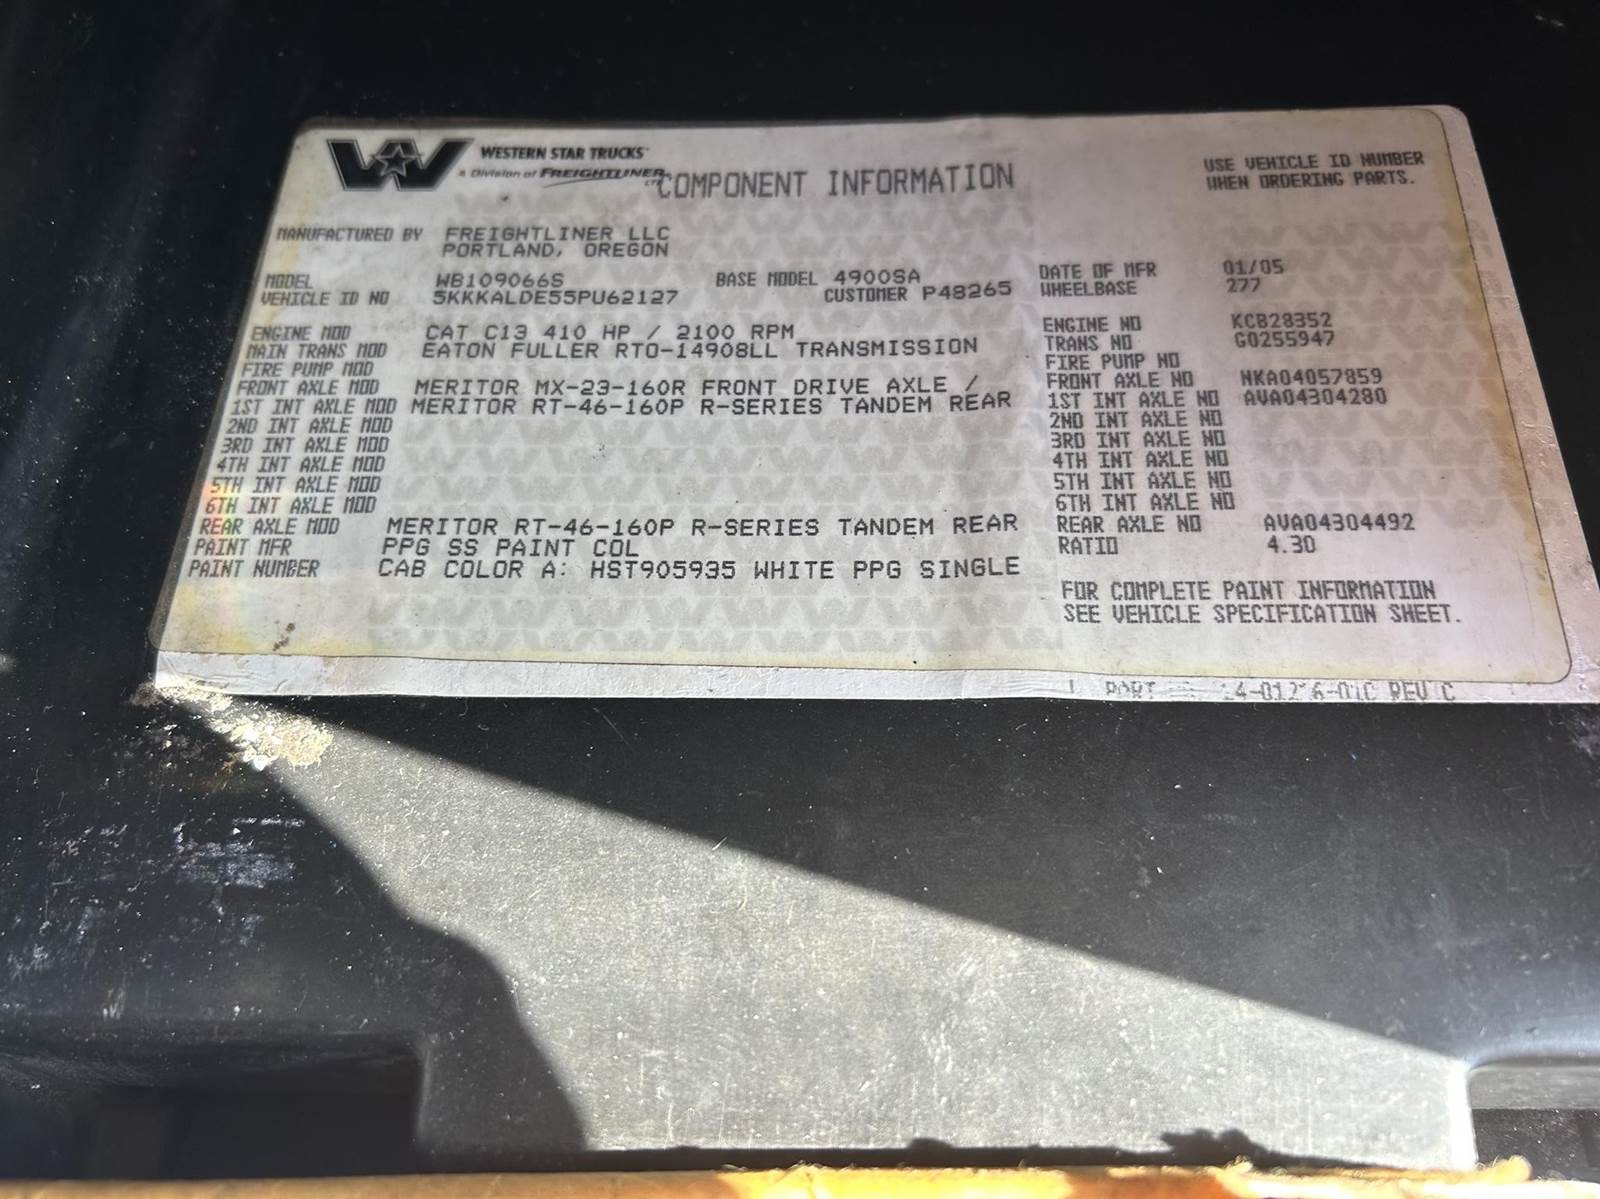 WESTERN STAR TRUCKS
A Division of FREIGHTLINER LTD
COMPONENT INFORMATION
USE VEHICLE ID NUMBER
WHEN ORDERING PARTS.
MANUFACTURED BY FREIGHTLINER LLC
PORTLAND, OREGON
MODEL WB109066S BASE MODEL 4900SA DATE OF MFR 01/05
VEHICLE ID NO 5KKKALDE55PU62127 CUSTOMER P48265 WHEELBASE 277
ENGINE MOD CAT C13 410 HP / 2100 RPM ENGINE NO KCB28352
MAIN TRANS MOD EATON FULLER RTO-14908LL TRANSMISSION TRANS NO G0255947
FIRE PUMP MOD FIRE PUMP NO
FRONT AXLE MOD MERITOR MX-23-160R FRONT DRIVE AXLE / FRONT AXLE NO NKA04057859
1ST INT AXLE MOD MERITOR RT-46-160P R-SERIES TANDEM REAR 1ST INT AXLE NO AVA04304280
2ND INT AXLE MOD 2ND INT AXLE NO
3RD INT AXLE MOD 3RD INT AXLE NO
4TH INT AXLE MOD 4TH INT AXLE NO
5TH INT AXLE MOD 5TH INT AXLE NO
6TH INT AXLE MOD 6TH INT AXLE NO
REAR AXLE MOD MERITOR RT-46-160P R-SERIES TANDEM REAR REAR AXLE NO AVA04304492
PAINT MFR PPG SS PAINT COL RATIO 4.30
PAINT NUMBER CAB COLOR A: HST905935 WHITE PPG SINGLE
FOR COMPLETE PAINT INFORMATION
SEE VEHICLE SPECIFICATION SHEET.
PART REV C